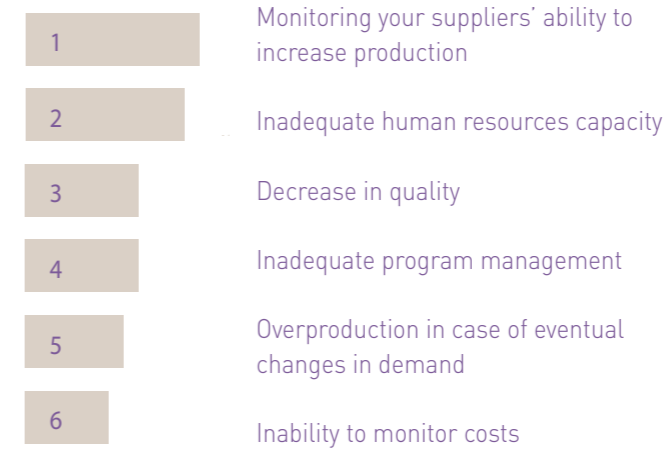 1
Monitoring your suppliers’ ability to
increase production
2
Inadequate human resources capacity
3
Decrease in quality
4
Inadequate program management
5
Overproduction in case of eventual
changes in demand
6
Inability to monitor costs